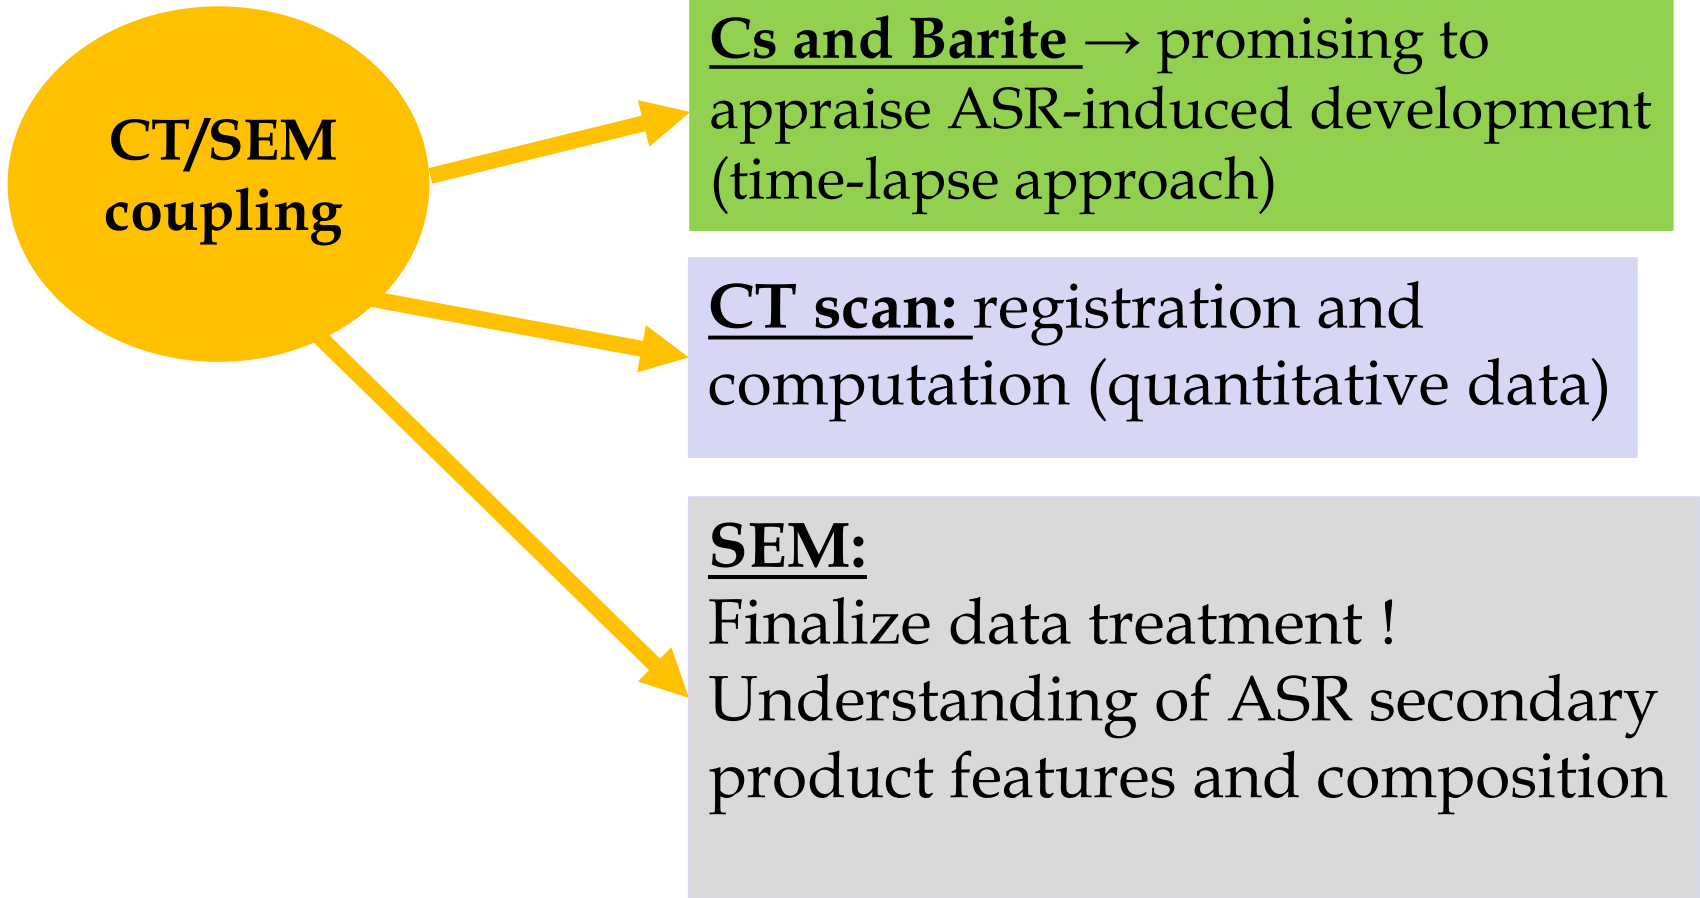 CT/SEM
coupling
Cs and Barite → promising to
appraise ASR-induced development
(time-lapse approach)
CT scan: registration and
computation (quantitative data)
SEM:
Finalize data treatment !
Understanding of ASR secondary
product features and composition